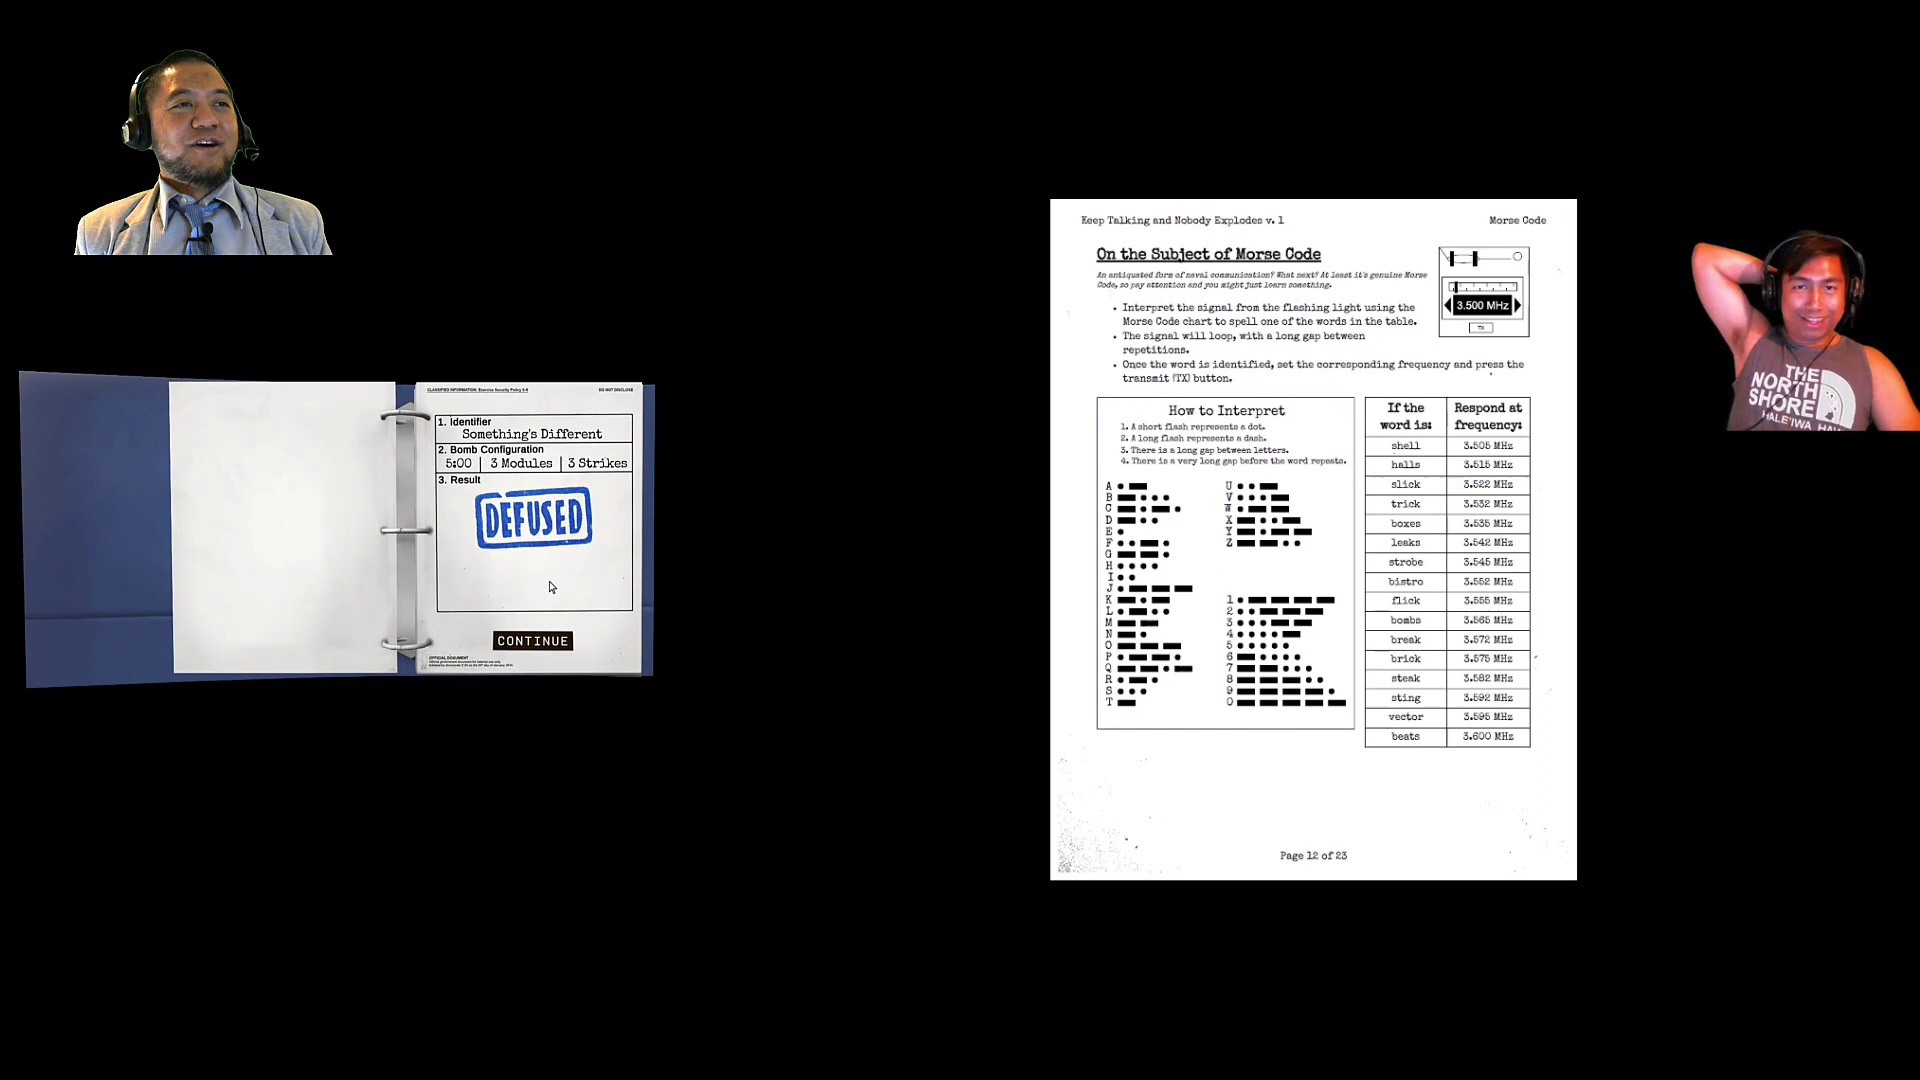 CLASSIFIED INFORMATION: Exercise Security Policy
DO NOT DISCLOSE
1. Identifier
Something's Different
2. Bomb Configuration
5:00 | 3 Modules | 3 Strikes
3. Result
DEFUSED
CONTINUE
OFFICIAL DOCUMENT
Keep Talking and Nobody Explodes v. 1
Morse Code
On the Subject of Morse Code
An antiquated form of naval communication? What next? At least it's genuine Morse
Code, so pay attention and you might just learn something.
• Interpret the signal from the flashing light using the
Morse Code chart to spell one of the words in the table.
• The signal will loop, with a long gap between
repetitions.
• Once the word is identified, set the corresponding frequency and press the
transmit (TX) button.
3.500 MHz
TX
How to Interpret
1. A short flash represents a dot.
2. A long flash represents a dash.
3. There is a long gap between letters.
4. There is a very long gap before the word repeats.
A
B
C
D
E
F
G
H
I
J
K
L
M
N
O
P
Q
R
S
T
U
V
W
X
Y
Z
1
2
3
4
5
6
7
8
9
0
If the
word is:
Respond at
frequency:
shell 3.505 MHz
halls 3.515 MHz
slick 3.522 MHz
trick 3.532 MHz
boxes 3.535 MHz
leaks 3.542 MHz
strobe 3.545 MHz
bistro 3.552 MHz
flick 3.555 MHz
bombs 3.565 MHz
break 3.572 MHz
brick 3.575 MHz
steak 3.582 MHz
sting 3.592 MHz
vector 3.595 MHz
beats 3.600 MHz
Page 12 of 23
THE
NORTH
SHORE
HALE'IWA